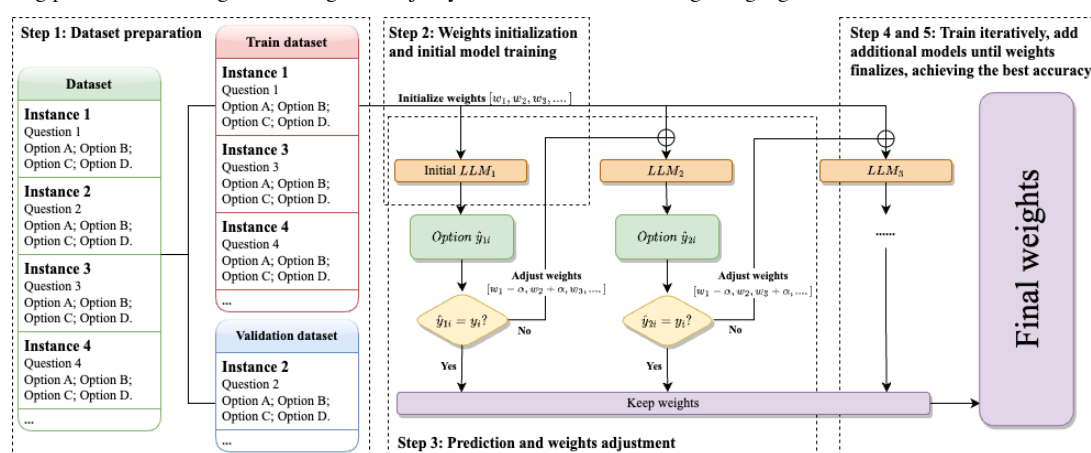 Step 1: Dataset preparation
Dataset
Instance 1
Question 1
Option A; Option B;
Option C; Option D.
Instance 2
Question 2
Option A; Option B;
Option C; Option D.
Instance 3
Question 3
Option A; Option B;
Option C; Option D.
Instance 4
Question 4
Option A; Option B;
Option C; Option D.
...
Train dataset
Instance 1
Question 1
Option A; Option B;
Option C; Option D.
Instance 3
Question 3
Option A; Option B;
Option C; Option D.
Instance 4
Question 4
Option A; Option B;
Option C; Option D.
...
Validation dataset
Instance 2
Question 2
Option A; Option B;
Option C; Option D.
...
Step 2: Weights initialization
and initial model training
Initialize weights [w₁, w₂, w₃, ....]
Initial LLM₁
Option ŷ₁ᵢ
ŷ₁ᵢ = yᵢ?
No
Yes
Adjust weights
[w₁ − α, w₂ + α, w₃, ....]
LLM₂
Option ŷ₂ᵢ
ŷ₂ᵢ = yᵢ?
No
Yes
Adjust weights
[w₁ − α, w₂, w₃ + α, ....]
Keep weights
Step 3: Prediction and weights adjustment
Step 4 and 5: Train iteratively, add
additional models until weights
finalizes, achieving the best accuracy
LLM₃
......
Final weights